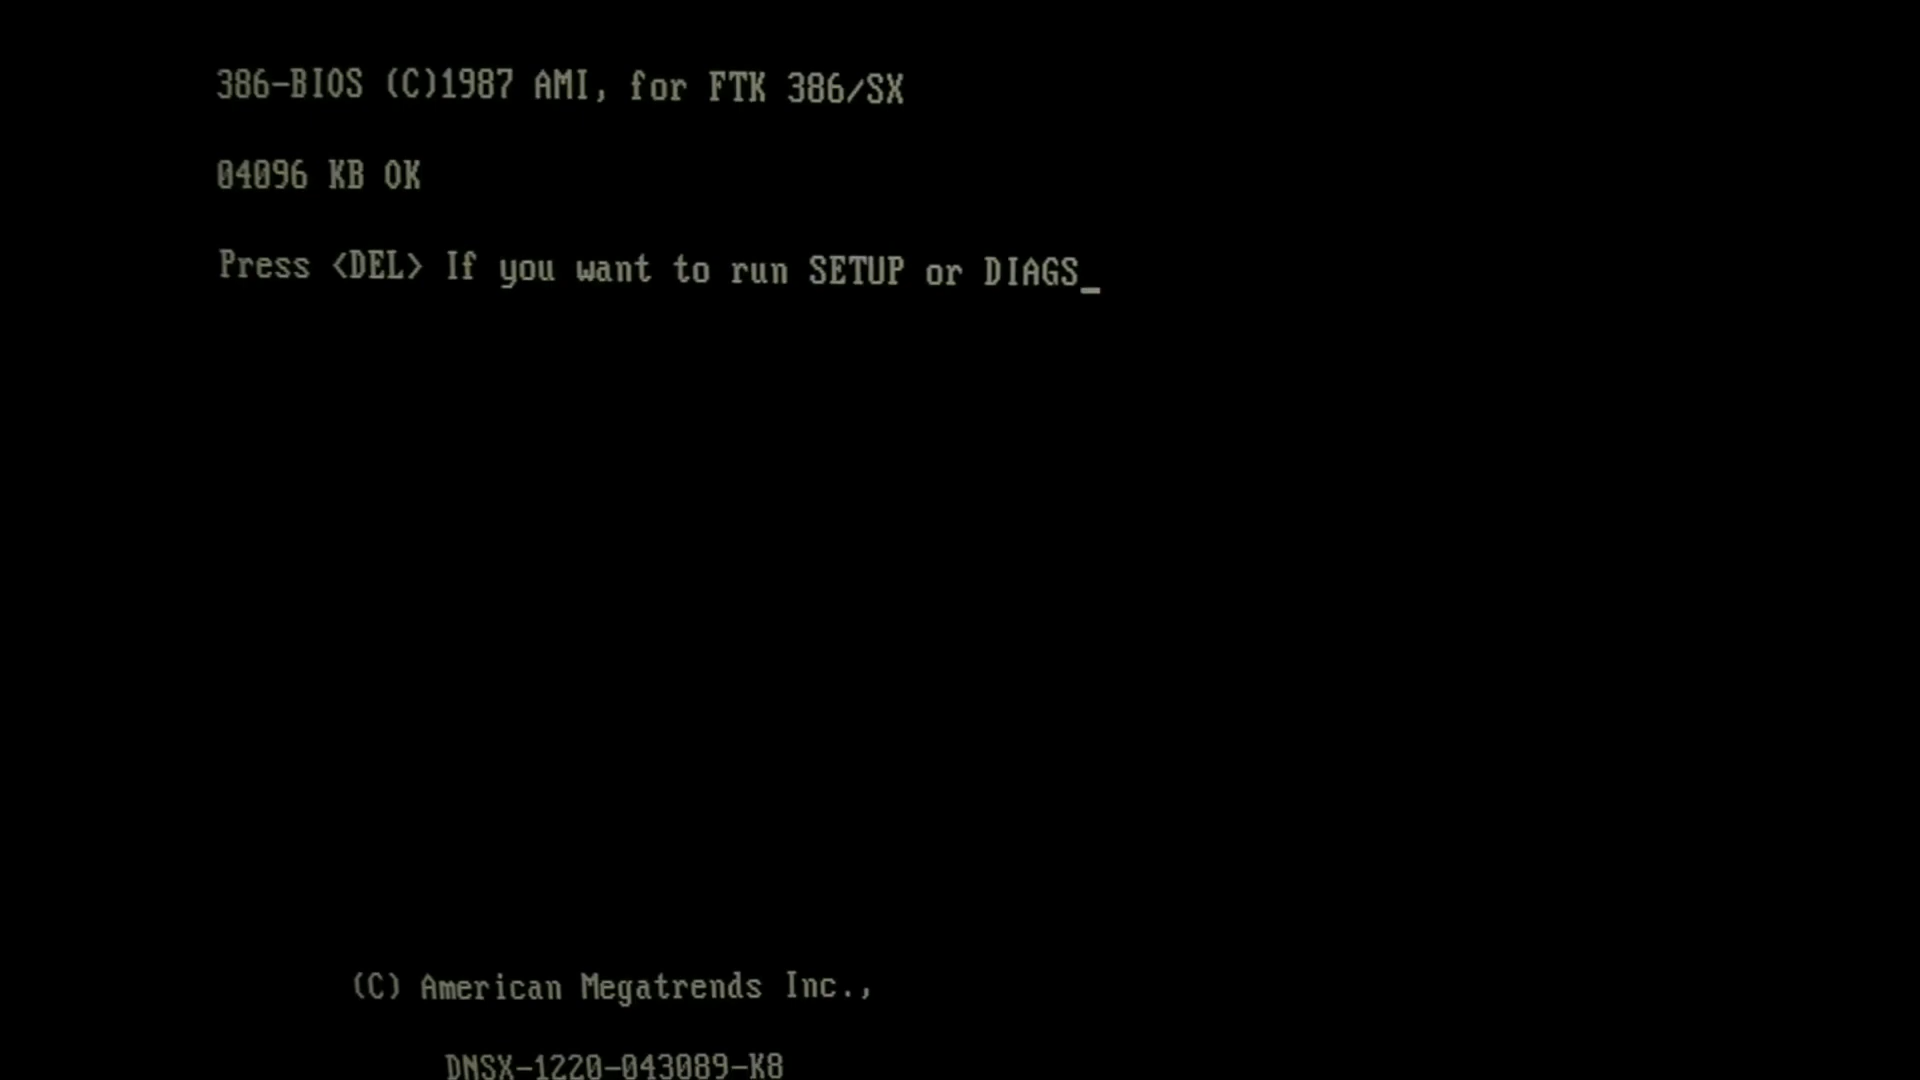 386-BIOS (C)1987 AMI, for FTK 386/SX
04096 KB OK
Press <DEL> If you want to run SETUP or DIAGS_
(C) American Megatrends Inc.,
DNSX-1220-043089-K8